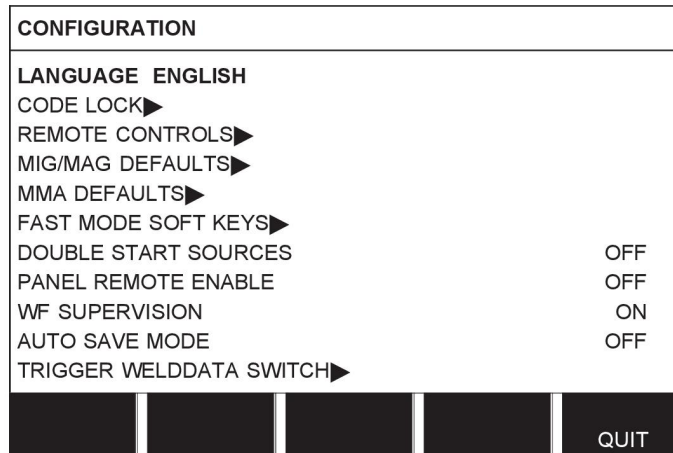 CONFIGURATION
LANGUAGE ENGLISH
CODE LOCK▶
REMOTE CONTROLS▶
MIG/MAG DEFAULTS▶
MMA DEFAULTS▶
FAST MODE SOFT KEYS▶
DOUBLE START SOURCES OFF
PANEL REMOTE ENABLE OFF
WF SUPERVISION ON
AUTO SAVE MODE OFF
TRIGGER WELDDATA SWITCH▶
QUIT